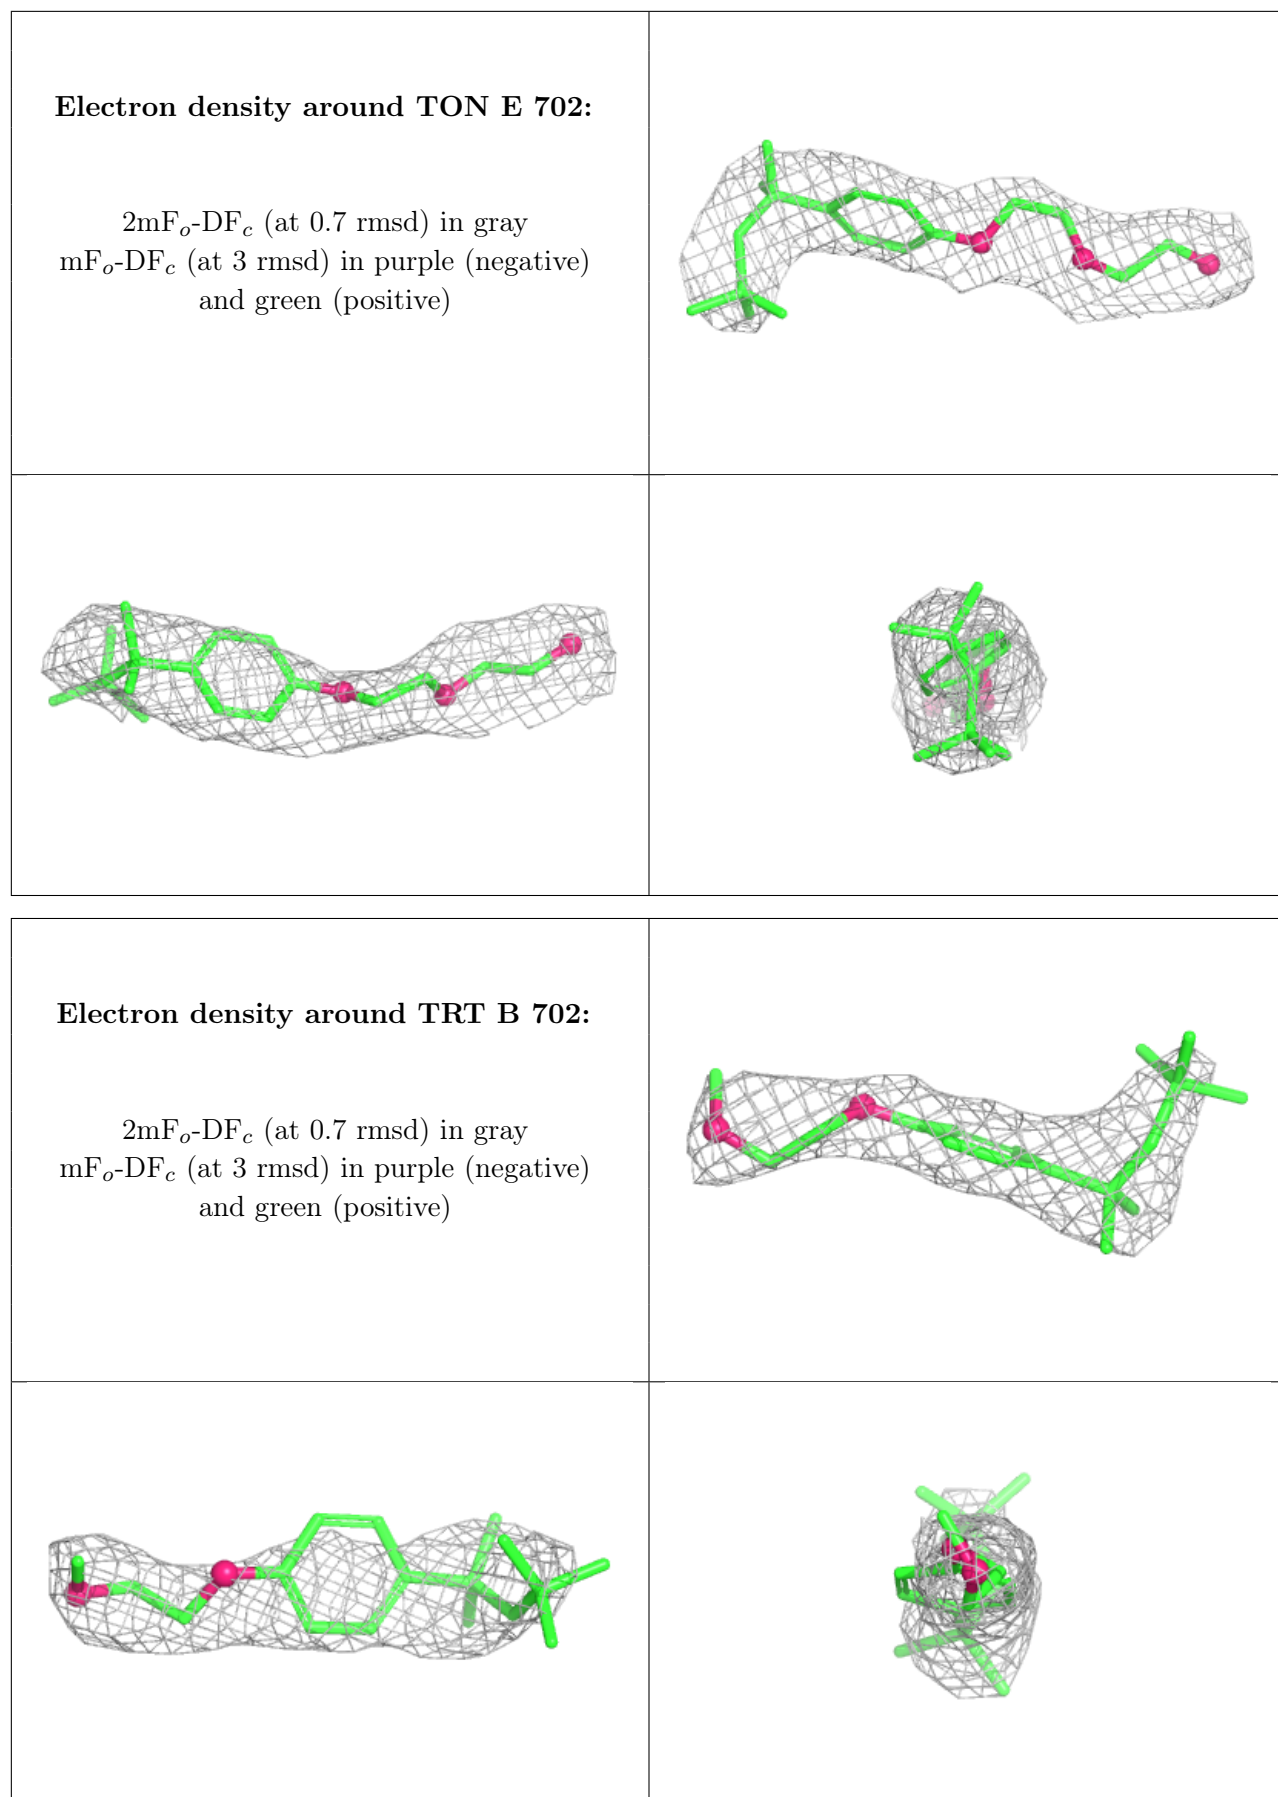 Electron density around TON E 702:
2mFo-DFc (at 0.7 rmsd) in gray
mFo-DFc (at 3 rmsd) in purple (negative)
and green (positive)
Electron density around TRT B 702:
2mFo-DFc (at 0.7 rmsd) in gray
mFo-DFc (at 3 rmsd) in purple (negative)
and green (positive)